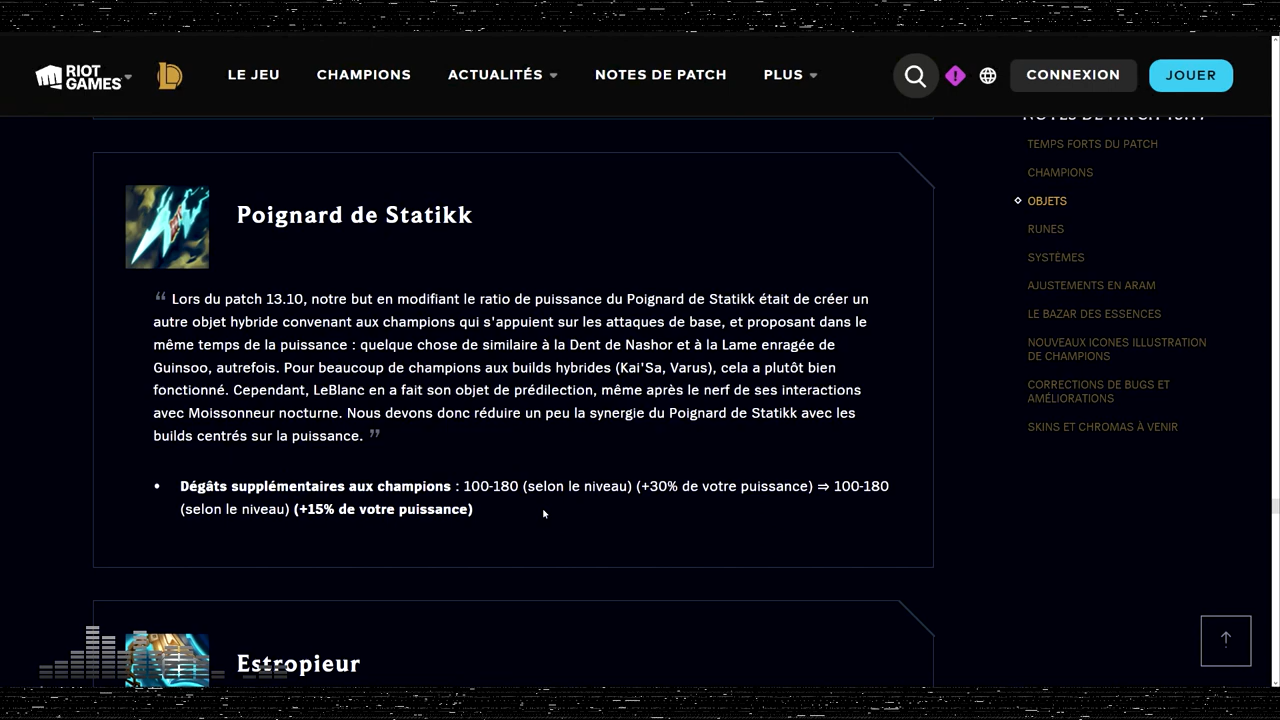 RIOT GAMES
LE JEU
CHAMPIONS
ACTUALITÉS
NOTES DE PATCH
PLUS
CONNEXION
JOUER
TEMPS FORTS DU PATCH
CHAMPIONS
OBJETS
RUNES
SYSTÈMES
AJUSTEMENTS EN ARAM
LE BAZAR DES ESSENCES
NOUVEAUX ICONES ILLUSTRATION
DE CHAMPIONS
CORRECTIONS DE BUGS ET
AMÉLIORATIONS
SKINS ET CHROMAS À VENIR
Poignard de Statikk
“ Lors du patch 13.10, notre but en modifiant le ratio de puissance du Poignard de Statikk était de créer un
autre objet hybride convenant aux champions qui s'appuient sur les attaques de base, et proposant dans le
même temps de la puissance : quelque chose de similaire à la Dent de Nashor et à la Lame enragée de
Guinsoo, autrefois. Pour beaucoup de champions aux builds hybrides (Kai'Sa, Varus), cela a plutôt bien
fonctionné. Cependant, LeBlanc en a fait son objet de prédilection, même après le nerf de ses interactions
avec Moissonneur nocturne. Nous devons donc réduire un peu la synergie du Poignard de Statikk avec les
builds centrés sur la puissance. ”
• Dégâts supplémentaires aux champions : 100-180 (selon le niveau) (+30% de votre puissance) ⇒ 100-180
(selon le niveau) (+15% de votre puissance)
Estropieur